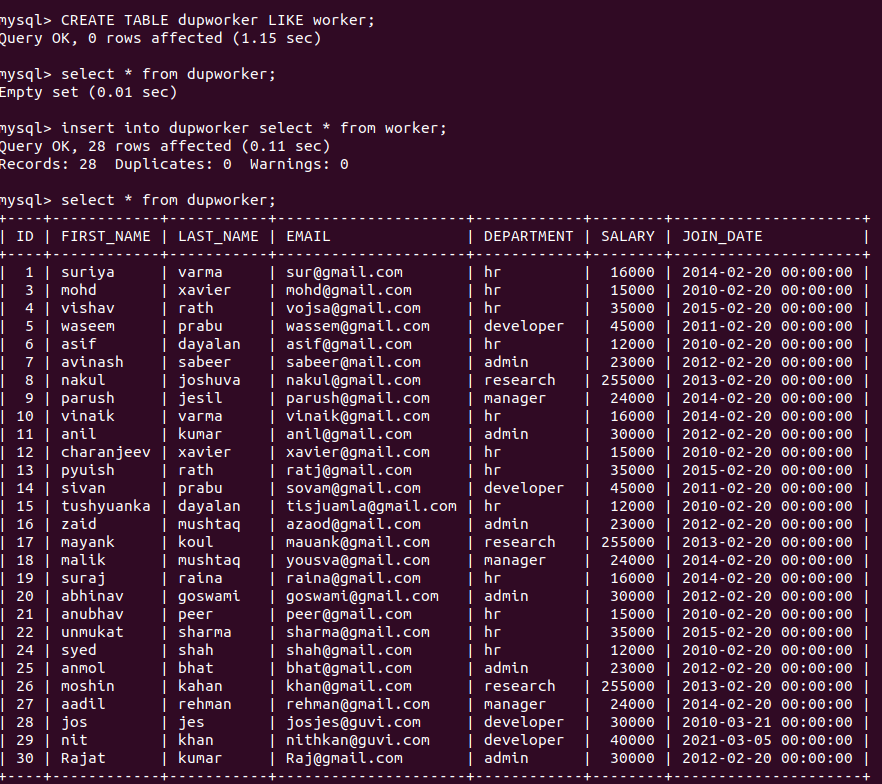 mysql> CREATE TABLE dupworker LIKE worker;
Query OK, 0 rows affected (1.15 sec)
mysql> select * from dupworker;
Empty set (0.01 sec)
mysql> insert into dupworker select * from worker;
Query OK, 28 rows affected (0.11 sec)
Records: 28  Duplicates: 0  Warnings: 0
mysql> select * from dupworker;
+----+------------+-----------+---------------------+------------+--------+---------------------+
| ID | FIRST_NAME | LAST_NAME | EMAIL               | DEPARTMENT | SALARY | JOIN_DATE           |
+----+------------+-----------+---------------------+------------+--------+---------------------+
|  1 | suriya     | varma     | sur@gmail.com       | hr         |  16000 | 2014-02-20 00:00:00 |
|  3 | mohd       | xavier    | mohd@gmail.com      | hr         |  15000 | 2010-02-20 00:00:00 |
|  4 | vishav     | rath      | vojsa@gmail.com     | hr         |  35000 | 2015-02-20 00:00:00 |
|  5 | waseem     | prabu     | wassem@gmail.com    | developer  |  45000 | 2011-02-20 00:00:00 |
|  6 | asif       | dayalan   | asif@gmail.com      | hr         |  12000 | 2010-02-20 00:00:00 |
|  7 | avinash    | sabeer    | sabeer@mail.com     | admin      |  23000 | 2012-02-20 00:00:00 |
|  8 | nakul      | joshuva   | nakul@gmail.com     | research   | 255000 | 2013-02-20 00:00:00 |
|  9 | parush     | jesil     | parush@gmail.com    | manager    |  24000 | 2014-02-20 00:00:00 |
| 10 | vinaik     | varma     | vinaik@gmail.com    | hr         |  16000 | 2014-02-20 00:00:00 |
| 11 | anil       | kumar     | anil@gmail.com      | admin      |  30000 | 2012-02-20 00:00:00 |
| 12 | charanjeev | xavier    | xavier@gmail.com    | hr         |  15000 | 2010-02-20 00:00:00 |
| 13 | pyuish     | rath      | ratj@gmail.com      | hr         |  35000 | 2015-02-20 00:00:00 |
| 14 | sivan      | prabu     | sovam@gmail.com     | developer  |  45000 | 2011-02-20 00:00:00 |
| 15 | tushyuanka | dayalan   | tisjuamla@gmail.com | hr         |  12000 | 2010-02-20 00:00:00 |
| 16 | zaid       | mushtaq   | azaod@gmail.com     | admin      |  23000 | 2012-02-20 00:00:00 |
| 17 | mayank     | koul      | mauank@gmail.com    | research   | 255000 | 2013-02-20 00:00:00 |
| 18 | malik      | mushtaq   | yousva@gmail.com    | manager    |  24000 | 2014-02-20 00:00:00 |
| 19 | suraj      | raina     | raina@gmail.com     | hr         |  16000 | 2014-02-20 00:00:00 |
| 20 | abhinav    | goswami   | goswami@gmail.com   | admin      |  30000 | 2012-02-20 00:00:00 |
| 21 | anubhav    | peer      | peer@gmail.com      | hr         |  15000 | 2010-02-20 00:00:00 |
| 22 | unmukat    | sharma    | sharma@gmail.com    | hr         |  35000 | 2015-02-20 00:00:00 |
| 24 | syed       | shah      | shah@gmail.com      | hr         |  12000 | 2010-02-20 00:00:00 |
| 25 | anmol      | bhat      | bhat@gmail.com      | admin      |  23000 | 2012-02-20 00:00:00 |
| 26 | moshin     | kahan     | khan@gmail.com      | research   | 255000 | 2013-02-20 00:00:00 |
| 27 | aadil      | rehman    | rehman@gmail.com    | manager    |  24000 | 2014-02-20 00:00:00 |
| 28 | jos        | jes       | josjes@guvi.com     | developer  |  30000 | 2010-03-21 00:00:00 |
| 29 | nit        | khan      | nithkan@guvi.com    | developer  |  40000 | 2021-03-05 00:00:00 |
| 30 | Rajat      | kumar     | Raj@gmail.com       | admin      |  30000 | 2012-02-20 00:00:00 |
+----+------------+-----------+---------------------+------------+--------+---------------------+